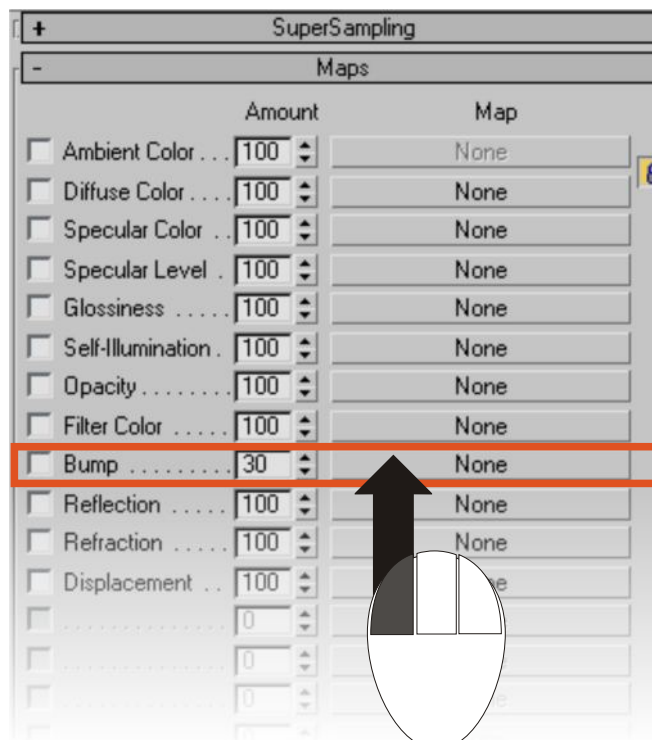 + SuperSampling
- Maps
Amount Map
Ambient Color . . . 100 None
Diffuse Color . . . . 100 None
Specular Color . . 100 None
Specular Level . 100 None
Glossiness . . . . . 100 None
Self-Illumination . 100 None
Opacity . . . . . . . . 100 None
Filter Color . . . . . 100 None
Bump . . . . . . . . . 30 None
Reflection . . . . . 100 None
Refraction . . . . . 100 None
Displacement . . 100
. . . . . . . . . . . . . . 0
. . . . . . . . . . . . . . 0
. . . . . . . . . . . . . . 0